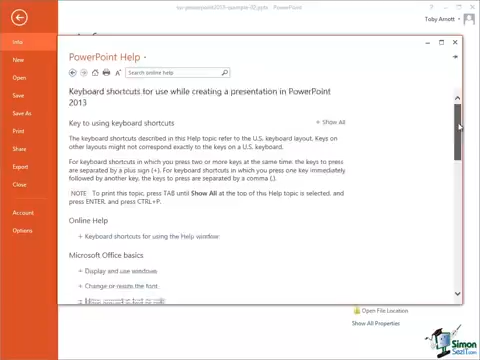 PowerPoint
Toby Arnott
Info
New
Open
Save
Save As
Print
Share
Export
Close
Account
Options
PowerPoint Help
Search online help
Keyboard shortcuts for use while creating a presentation in PowerPoint
2013
Key to using keyboard shortcuts
+ Show All
The keyboard shortcuts described in this Help topic refer to the U.S. keyboard layout. Keys on
other layouts might not correspond exactly to the keys on a U.S. keyboard.
For keyboard shortcuts in which you press two or more keys at the same time, the keys to press
are separated by a plus sign (+). For keyboard shortcuts in which you press one key immediately
followed by another key, the keys to press are separated by a comma (,).
NOTE To print this topic, press TAB until Show All at the top of this Help topic is selected, and
press ENTER, and press CTRL+P.
Online Help
+ Keyboard shortcuts for using the Help window
Microsoft Office basics
+ Display and use windows
+ Change or resize the font
Open File Location
Show All Properties
Simon
Sez IT